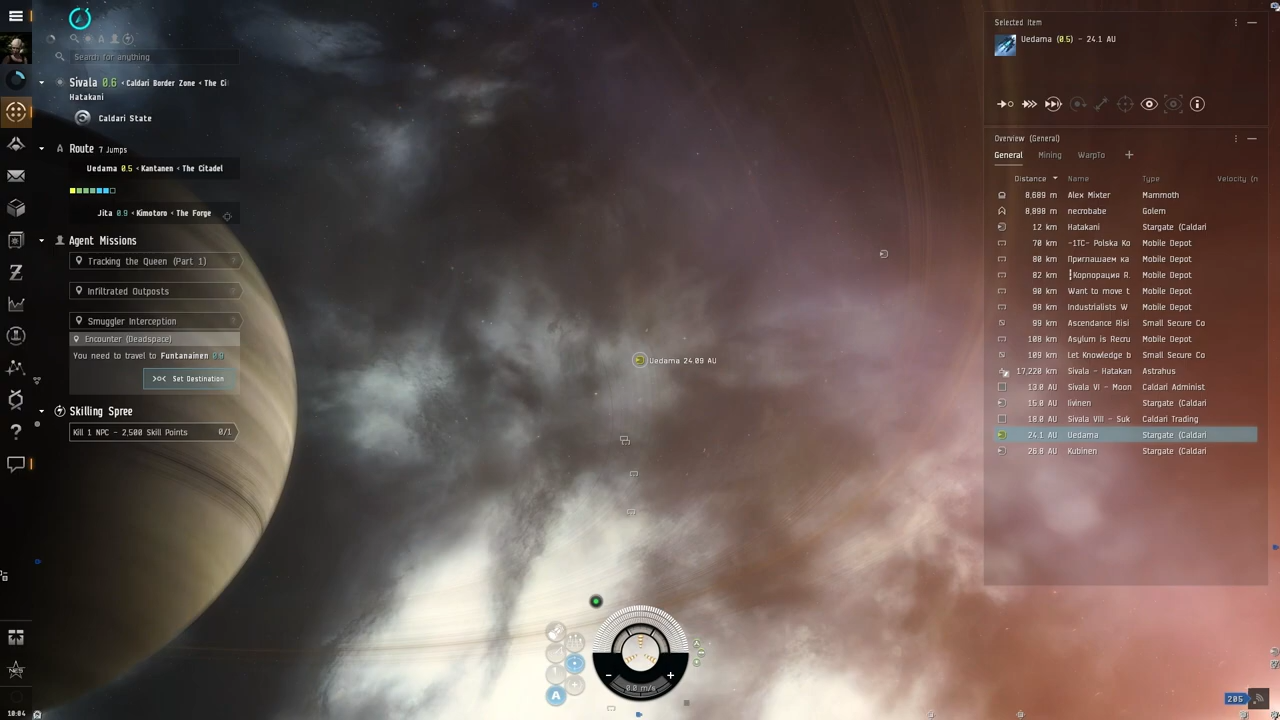 Search for anything
Sivala 0.6 ‹ Caldari Border Zone ‹ The Ci
Hatakani
Caldari State
Route 7 Jumps
Uedama 0.5 ‹ Kantanen ‹ The Citadel
Jita 0.9 ‹ Kimotoro ‹ The Forge
Agent Missions
Tracking the Queen (Part 1)
Infiltrated Outposts
Smuggler Interception
Encounter (Deadspace)
You need to travel to Funtanainen 0.9
Set Destination
Skilling Spree
Kill 1 NPC - 2,500 Skill Points 0/1
NES
18:04
Uedama 24.09 AU
0.0 m/s
A
Selected Item
Uedama (0.5) - 24.1 AU
Overview (General)
General Mining WarpTo +
Distance Name Type Velocity (m
8,689 m Alex Mixter Mammoth
8,898 m necrobabe Golem
12 km Hatakani Stargate (Caldari
70 km -1TC- Polska Ko Mobile Depot
80 km Приглашаем ка Mobile Depot
82 km Корпорация R. Mobile Depot
90 km Want to move t Mobile Depot
98 km Industrialists W Mobile Depot
99 km Ascendance Risi Small Secure Co
108 km Asylum is Recru Mobile Depot
109 km Let Knowledge b Small Secure Co
17,220 km Sivala - Hatakan Astrahus
13.0 AU Sivala VI - Moon Caldari Administ
15.0 AU Iivinen Stargate (Caldari
18.0 AU Sivala VIII - Suk Caldari Trading
24.1 AU Uedama Stargate (Caldari
26.8 AU Kubinen Stargate (Caldari
205